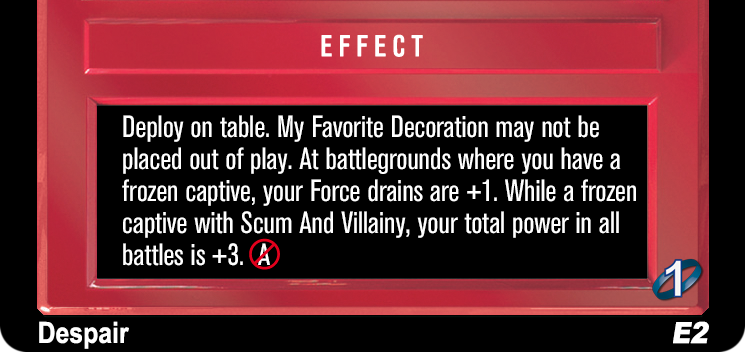 EFFECT
Deploy on table. My Favorite Decoration may not be
placed out of play. At battlegrounds where you have a
frozen captive, your Force drains are +1. While a frozen
captive with Scum And Villainy, your total power in all
battles is +3. A
1
Despair E2